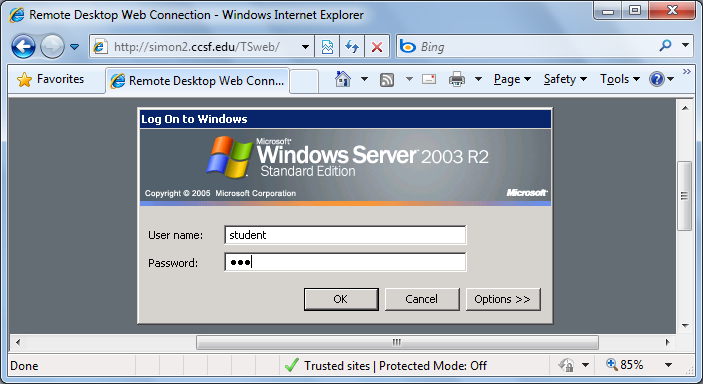 Remote Desktop Web Connection - Windows Internet Explorer
http://simon2.ccsf.edu/TSweb/
Bing
Favorites
Remote Desktop Web Conn...
Page
Safety
Tools
Log On to Windows
Microsoft®
Windows Server 2003 R2
Standard Edition
Copyright © 2005 Microsoft Corporation
Microsoft
User name: student
Password: •••
OK Cancel Options >>
Done Trusted sites | Protected Mode: Off 85%